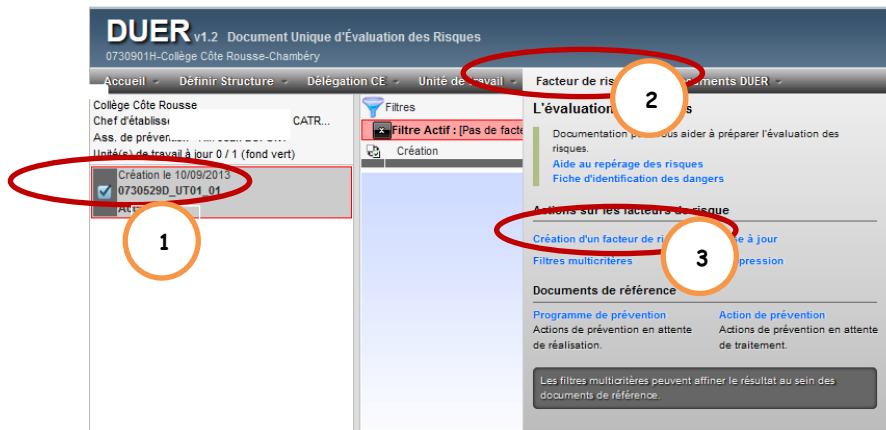 DUER v1.2 Document Unique d'Évaluation des Risques
0730901H-Collège Côte Rousse-Chambéry
Accueil Définir Structure Délégation CE Unité de travail Facteur de ris Documents DUER
Collège Côte Rousse
Chef d'établiss CATR...
Ass. de préven
Unité(s) de travail à jour 0 / 1 (fond vert)
Création le 10/09/2013
0730529D_UT01_01
1
Filtres
Filtre Actif : [Pas de facte
Création
2
L'évaluation
Documentation vous aider à préparer l'évaluation des
risques.
Aide au repérage des risques
Fiche d'identification des dangers
Actions sur les facteurs de risque
Création d'un facteur de ris à jour
Filtres multicritères pression
3
Documents de référence
Programme de prévention Action de prévention
Actions de prévention en attente Actions de prévention en attente
de réalisation. de traitement.
Les filtres multicritères peuvent affiner le résultat au sein des
documents de référence.